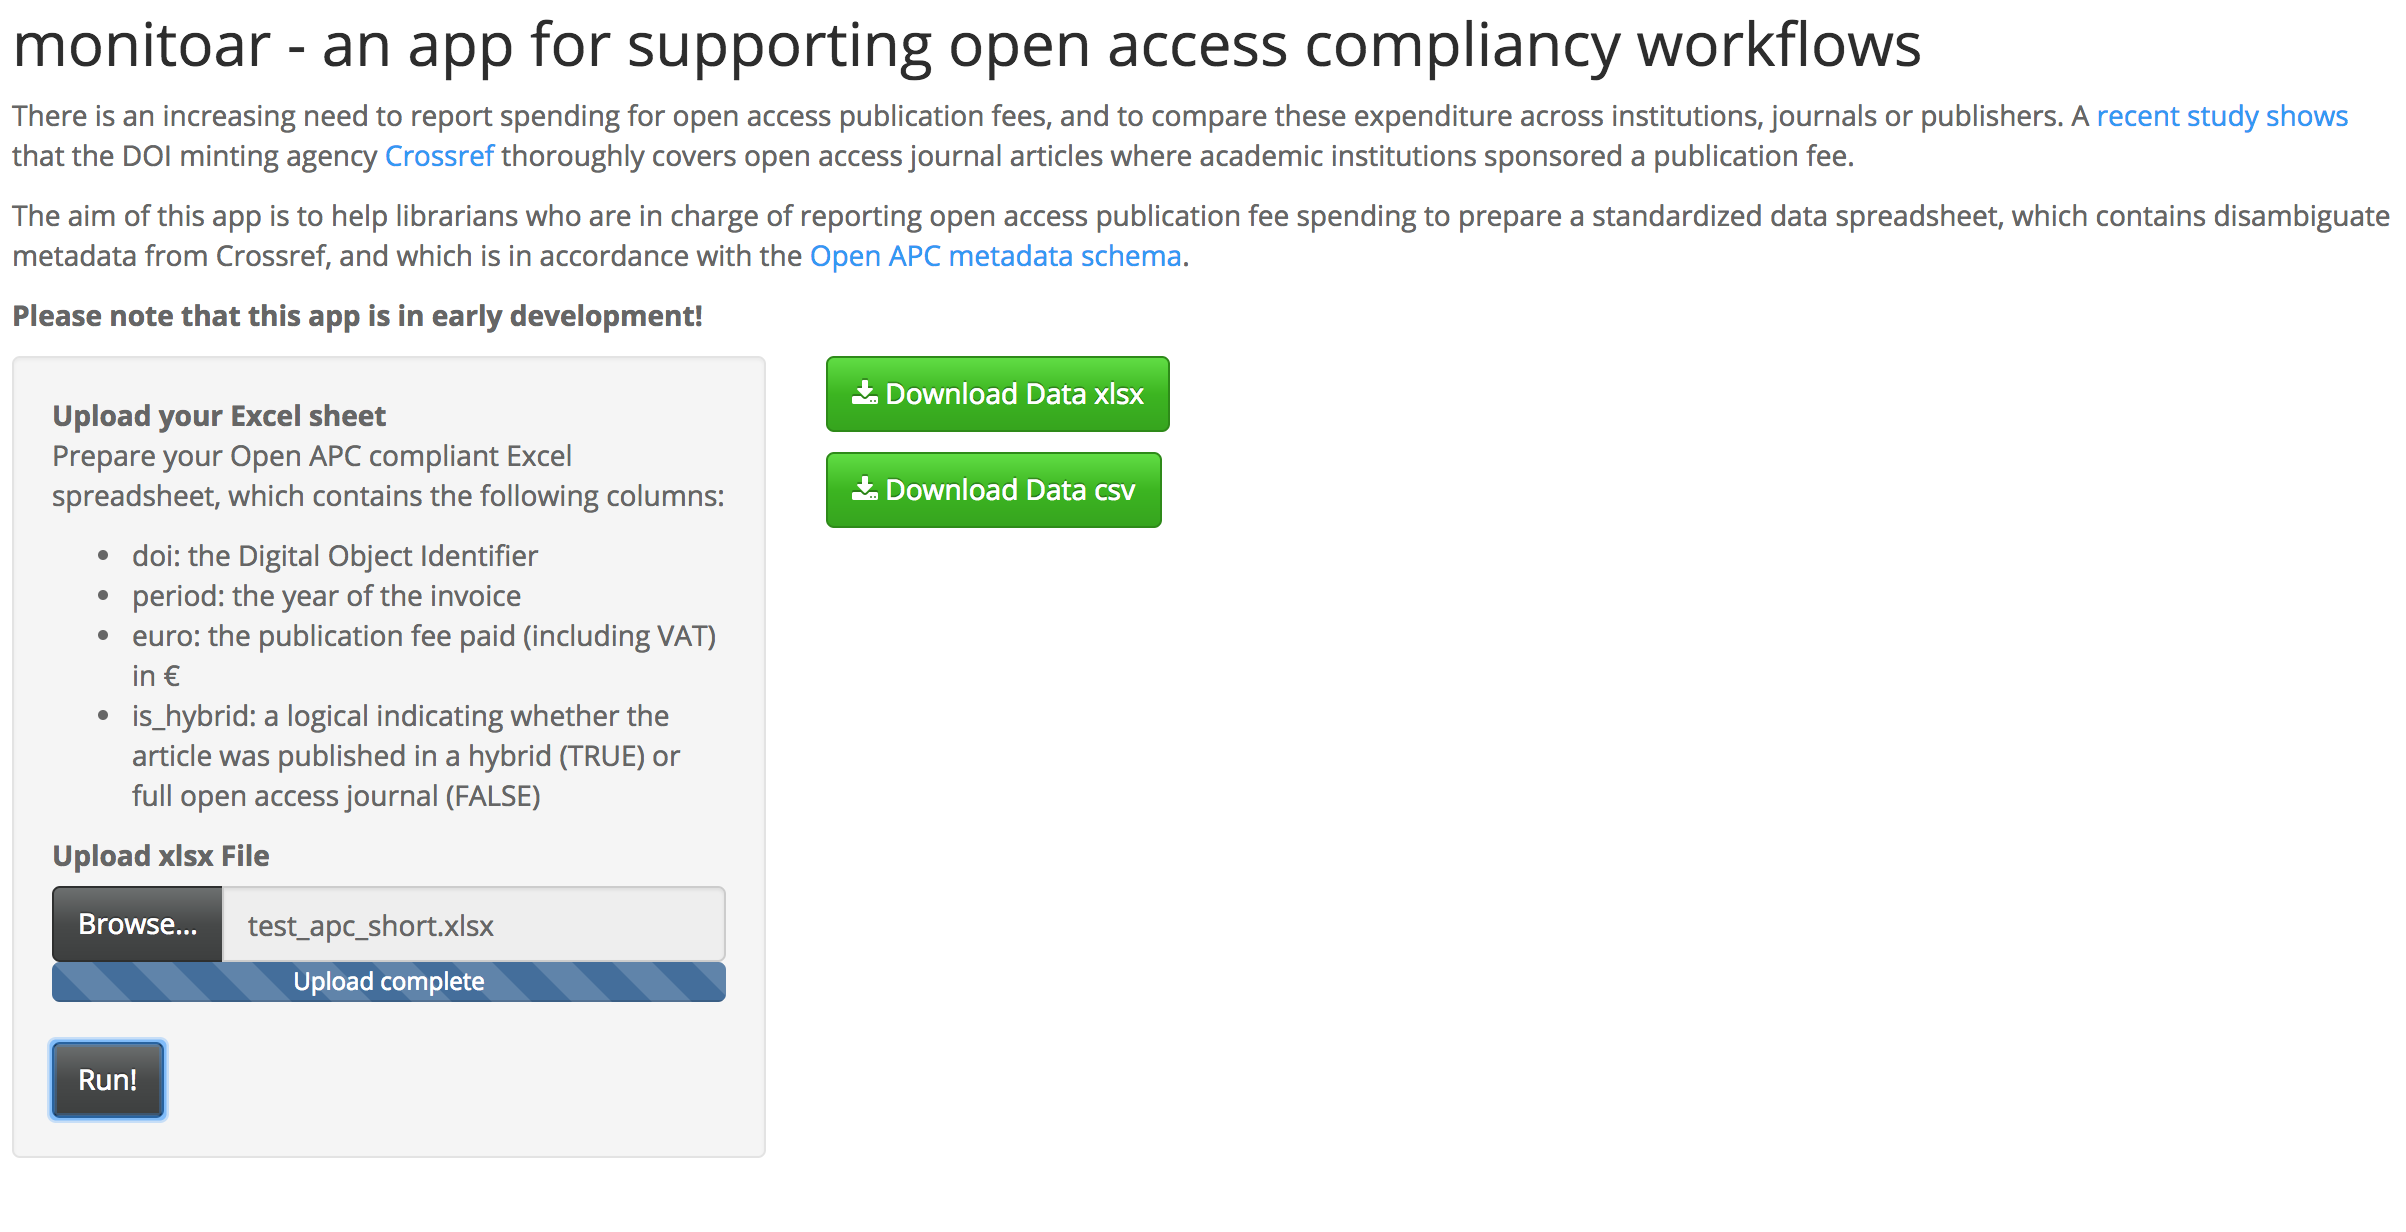 monitoar - an app for supporting open access compliancy workflows
There is an increasing need to report spending for open access publication fees, and to compare these expenditure across institutions, journals or publishers. A recent study shows
that the DOI minting agency Crossref thoroughly covers open access journal articles where academic institutions sponsored a publication fee.
The aim of this app is to help librarians who are in charge of reporting open access publication fee spending to prepare a standardized data spreadsheet, which contains disambiguate
metadata from Crossref, and which is in accordance with the Open APC metadata schema.
Please note that this app is in early development!
Upload your Excel sheet
Prepare your Open APC compliant Excel
spreadsheet, which contains the following columns:
• doi: the Digital Object Identifier
• period: the year of the invoice
• euro: the publication fee paid (including VAT)
in €
• is_hybrid: a logical indicating whether the
article was published in a hybrid (TRUE) or
full open access journal (FALSE)
Upload xlsx File
Browse... test_apc_short.xlsx
Upload complete
Run!
Download Data xlsx
Download Data csv